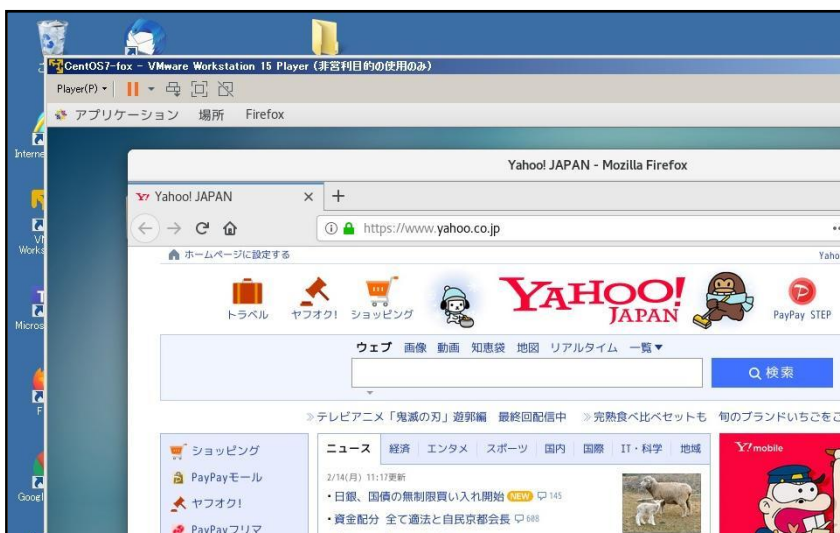 CentOS7-fox - VMware Workstation 15 Player (非営利目的の使用のみ)
Player(P)
アプリケーション 場所 Firefox
Interne
Yahoo! JAPAN - Mozilla Firefox
Yahoo! JAPAN
https://www.yahoo.co.jp
Works
ホームページに設定する Yaho
トラベル ヤフオク! ショッピング YAHOO! JAPAN PayPay STEP
Micros
ウェブ 画像 動画 知恵袋 地図 リアルタイム 一覧▼
検索
F
≫テレビアニメ「鬼滅の刃」遊郭編 最終回配信中 ≫完熟食べ比べセットも 旬のブランドいちごをこ
ショッピング
PayPayモール
ヤフオク!
PayPayフリマ
Googl
ニュース 経済 エンタメ スポーツ 国内 国際 IT・科学 地域
2/14(月) 11:17更新
・日銀、国債の無制限買い入れ開始 NEW 145
・資金配分 全て適法と自民京都会長 608
Y!mobile